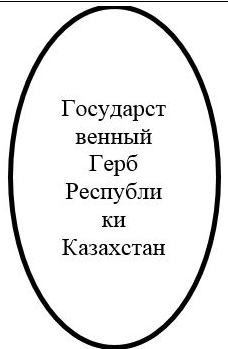 Государст
венный
Герб
Республи
ки
Казахстан